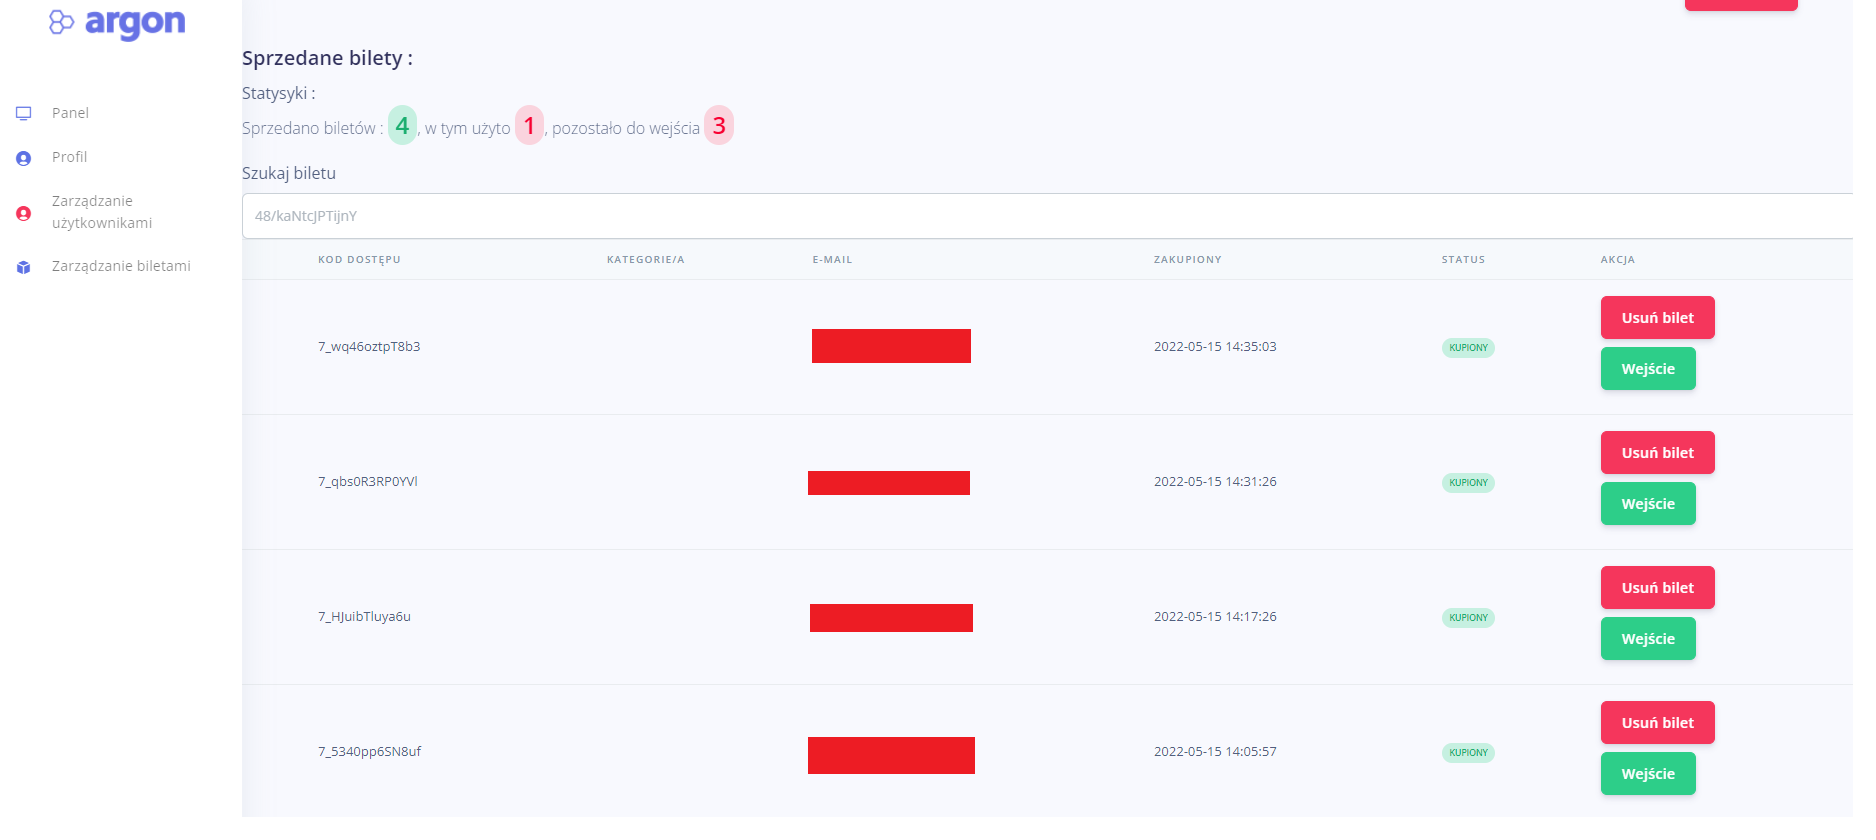 argon
Panel
Profil
Zarządzanie
użytkownikami
Zarządzanie biletami
Sprzedane bilety :
Statysyki :
Sprzedano biletów : 4, w tym użyto 1, pozostało do wejścia 3
Szukaj biletu
48/kaNtcJPTijnY
KOD DOSTĘPU KATEGORIE/A E-MAIL ZAKUPIONY STATUS AKCJA
7_wq46oztpT8b3 2022-05-15 14:35:03 KUPIONY Usuń bilet
Wejście
7_qbs0R3RP0YVl 2022-05-15 14:31:26 KUPIONY Usuń bilet
Wejście
7_HJuibTluya6u 2022-05-15 14:17:26 KUPIONY Usuń bilet
Wejście
7_5340pp6SN8uf 2022-05-15 14:05:57 KUPIONY Usuń bilet
Wejście